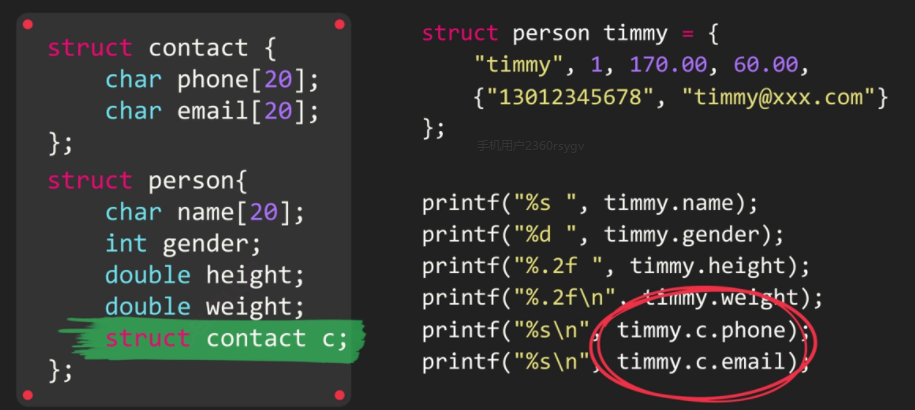 struct contact {
char phone[20];
char email[20];
};
struct person{
char name[20];
int gender;
double height;
double weight;
struct contact c;
};
struct person timmy = {
"timmy", 1, 170.00, 60.00,
{"13012345678", "timmy@xxx.com"}
};
手机用户2360rsygv
printf("%s ", timmy.name);
printf("%d ", timmy.gender);
printf("%.2f ", timmy.height);
printf("%.2f\n", timmy.weight);
printf("%s\n", timmy.c.phone);
printf("%s\n", timmy.c.email);